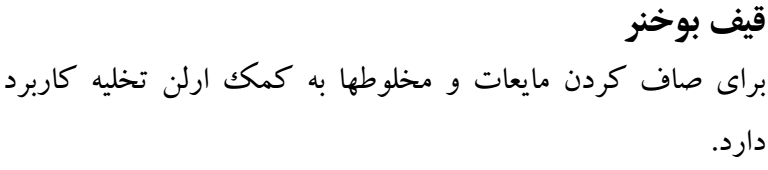 قیف بوخنر
برای صاف کردن مایعات و مخلوطها به کمک ارلن تخلیه کاربرد
دارد.